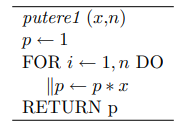 putere1 (x,n)
p ← 1
FOR i ← 1, n DO
‖p ← p ∗ x
RETURN p